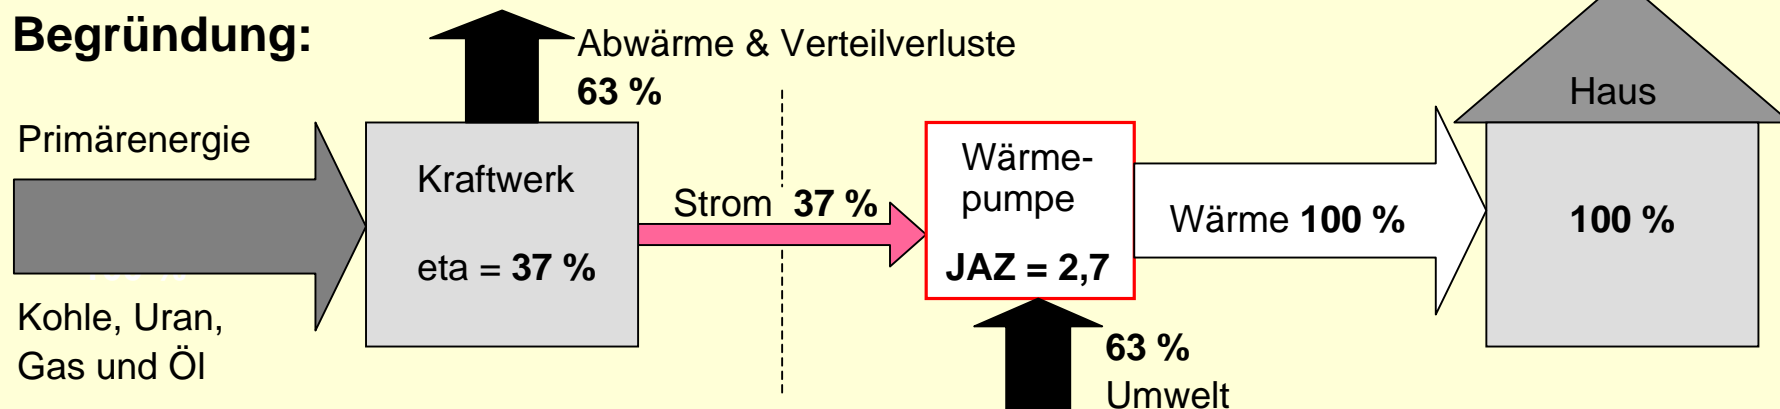 Begründung:
Abwärme & Verteilverluste
63 %
Primärenergie
Kohle, Uran,
Gas und Öl
Kraftwerk
eta = 37 %
Strom 37 %
Wärme-
pumpe
JAZ = 2,7
63 %
Umwelt
Wärme 100 %
Haus
100 %